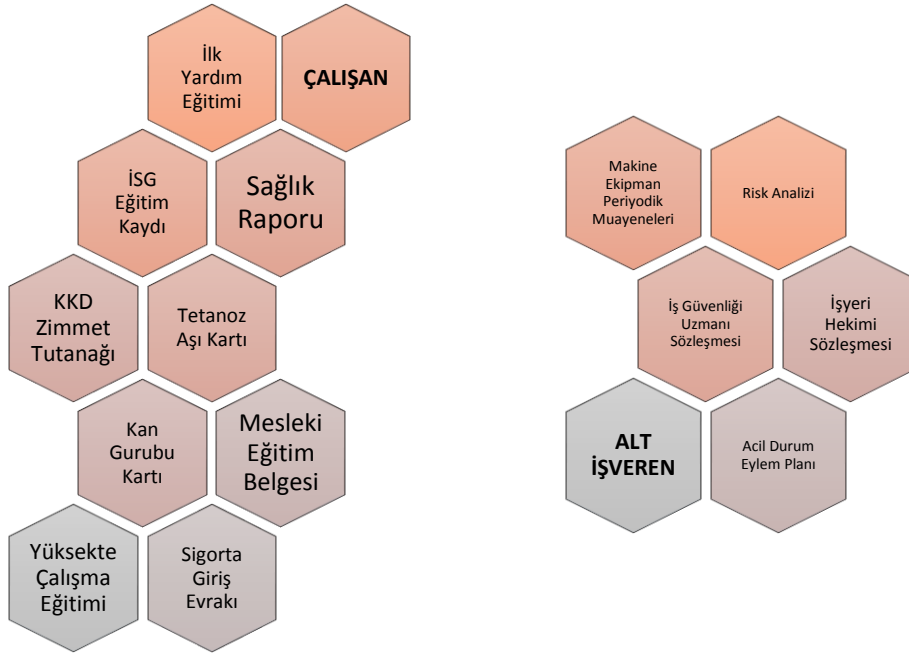 İlk
Yardım
Eğitimi
ÇALIŞAN
İSG
Eğitim
Kaydı
Sağlık
Raporu
KKD
Zimmet
Tutanağı
Tetanoz
Aşı Kartı
Kan
Gurubu
Kartı
Mesleki
Eğitim
Belgesi
Yüksekte
Çalışma
Eğitimi
Sigorta
Giriş
Evrakı
Makine
Ekipman
Periyodik
Muayeneleri
Risk Analizi
İş Güvenliği
Uzmanı
Sözleşmesi
İşyeri
Hekimi
Sözleşmesi
ALT
İŞVEREN
Acil Durum
Eylem Planı